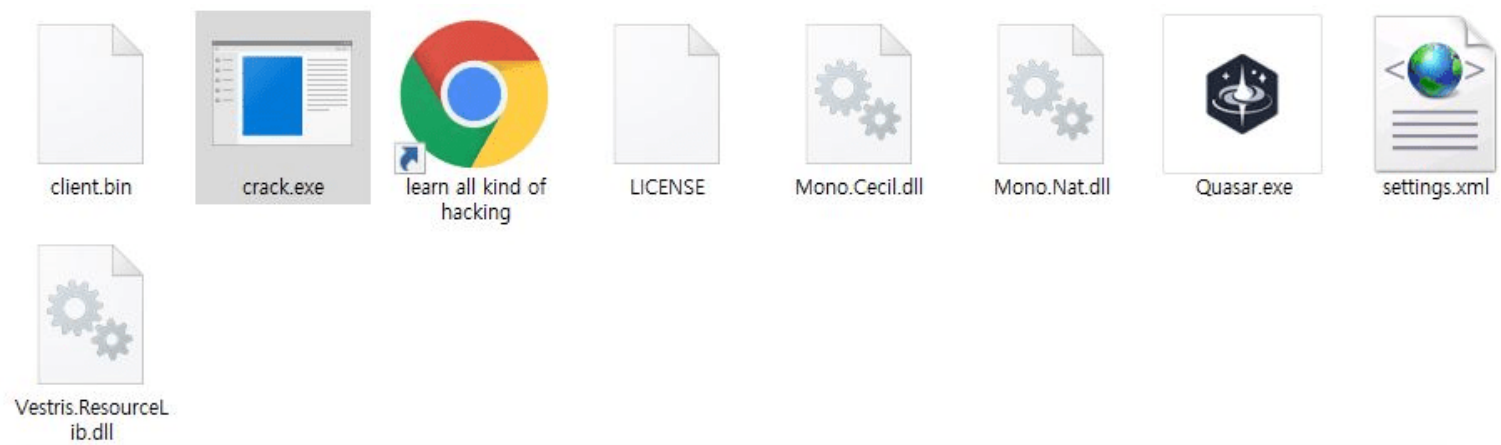 client.bin
crack.exe
learn all kind of
hacking
LICENSE
Mono.Cecil.dll
Mono.Nat.dll
Quasar.exe
settings.xml
Vestris.ResourceL
ib.dll